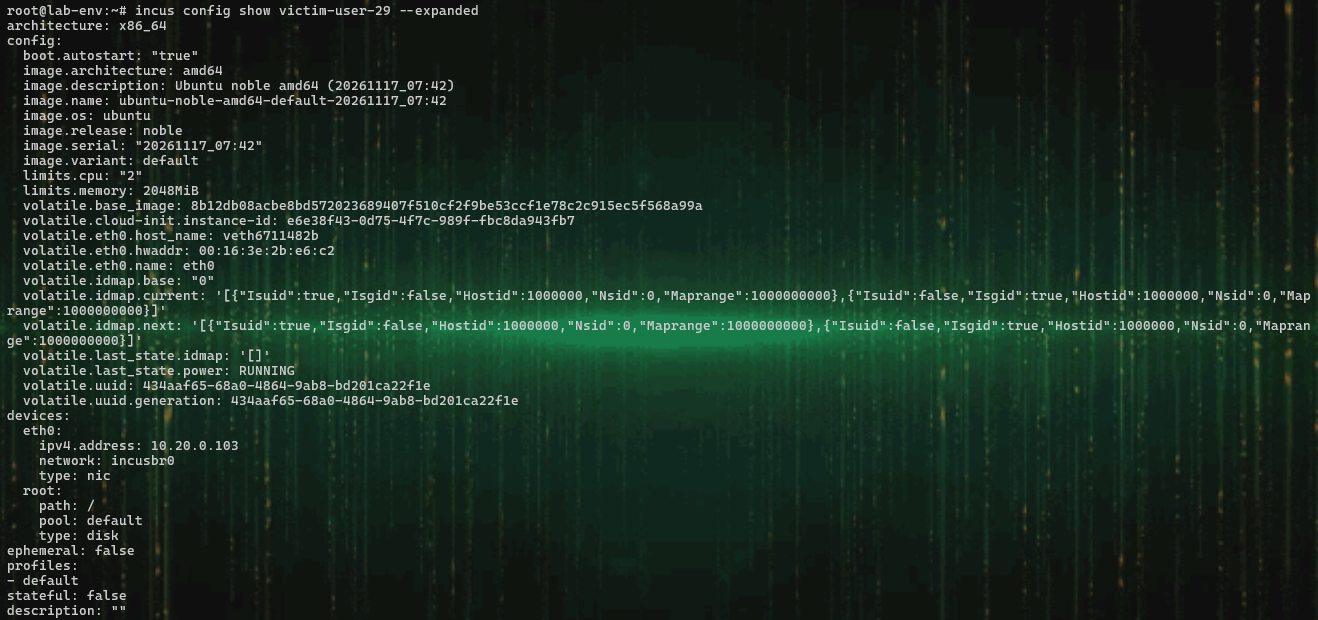 root@lab-env:~# incus config show victim-user-29 --expanded
architecture: x86_64
config:
  boot.autostart: "true"
  image.architecture: amd64
  image.description: Ubuntu noble amd64 (20261117_07:42)
  image.name: ubuntu-noble-amd64-default-20261117_07:42
  image.os: ubuntu
  image.release: noble
  image.serial: "20261117_07:42"
  image.variant: default
  limits.cpu: "2"
  limits.memory: 2048MiB
  volatile.base_image: 8b12db08acbe8bd572023689407f510cf2f9be53ccf1e78c2c915ec5f568a99a
  volatile.cloud-init.instance-id: e6e38f43-0d75-4f7c-989f-fbc8da943fb7
  volatile.eth0.host_name: veth6711482b
  volatile.eth0.hwaddr: 00:16:3e:2b:e6:c2
  volatile.eth0.name: eth0
  volatile.idmap.base: "0"
  volatile.idmap.current: '[{"Isuid":true,"Isgid":false,"Hostid":1000000,"Nsid":0,"Maprange":1000000000},{"Isuid":false,"Isgid":true,"Hostid":1000000,"Nsid":0,"Map
range":1000000000}]'
  volatile.idmap.next: '[{"Isuid":true,"Isgid":false,"Hostid":1000000,"Nsid":0,"Maprange":1000000000},{"Isuid":false,"Isgid":true,"Hostid":1000000,"Nsid":0,"Mapran
ge":1000000000}]'
  volatile.last_state.idmap: '[]'
  volatile.last_state.power: RUNNING
  volatile.uuid: 434aaf65-68a0-4864-9ab8-bd201ca22f1e
  volatile.uuid.generation: 434aaf65-68a0-4864-9ab8-bd201ca22f1e
devices:
  eth0:
    ipv4.address: 10.20.0.103
    network: incusbr0
    type: nic
  root:
    path: /
    pool: default
    type: disk
ephemeral: false
profiles:
- default
stateful: false
description: ""